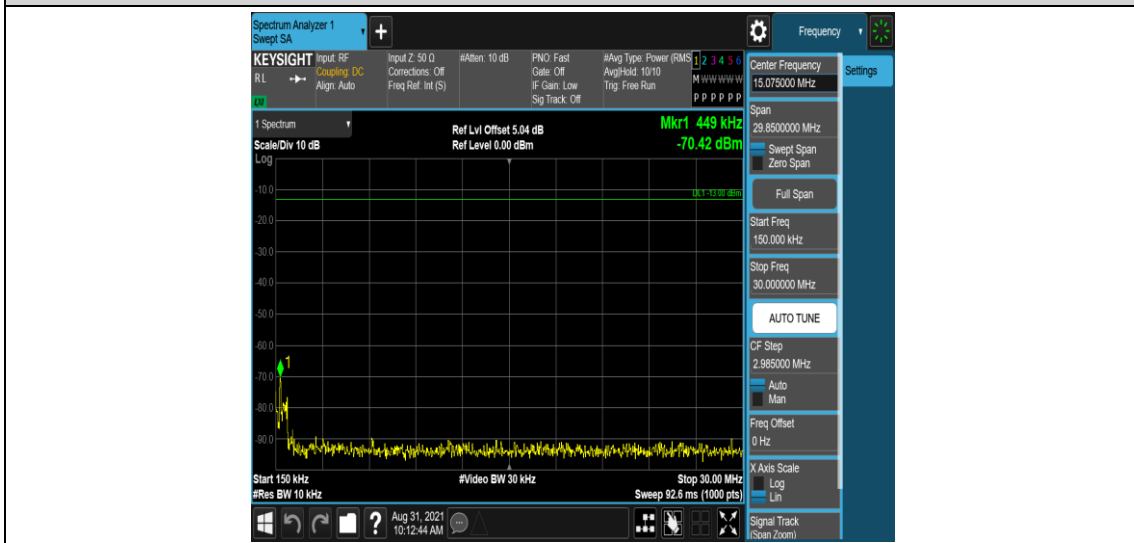 Spectrum Analyzer 1
Swept SA
+
Frequency
KEYSIGHT
RL
LXI
Input: RF
Coupling: DC
Align: Auto
Input Z: 50 Ω
Corrections: Off
Freq Ref: Int (S)
#Atten: 10 dB
PNO: Fast
Gate: Off
IF Gain: Low
Sig Track: Off
#Avg Type: Power (RMS
Avg|Hold: 10/10
Trig: Free Run
1 2 3 4 5 6
M W W W W W
P P P P P P
Center Frequency
15.075000 MHz
Settings
1 Spectrum
Scale/Div 10 dB
Ref Lvl Offset 5.04 dB
Ref Level 0.00 dBm
Mkr1 449 kHz
-70.42 dBm
Log
DL1 -13.00 dBm
-10.0
-20.0
-30.0
-40.0
-50.0
-60.0
-70.0
-80.0
-90.0
1
Start 150 kHz
#Res BW 10 kHz
#Video BW 30 kHz
Stop 30.00 MHz
Sweep 92.6 ms (1000 pts)
Span
29.8500000 MHz
Swept Span
Zero Span
Full Span
Start Freq
150.000 kHz
Stop Freq
30.000000 MHz
AUTO TUNE
CF Step
2.985000 MHz
Auto
Man
Freq Offset
0 Hz
X Axis Scale
Log
Lin
Signal Track
(Span Zoom)
?
Aug 31, 2021
10:12:44 AM